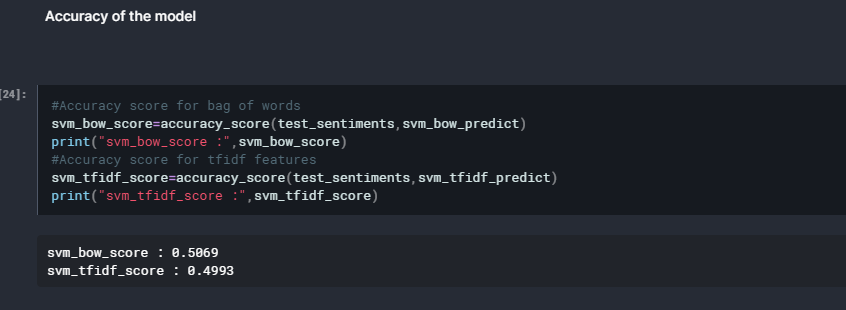 Accuracy of the model
[24]:
#Accuracy score for bag of words
svm_bow_score=accuracy_score(test_sentiments,svm_bow_predict)
print("svm_bow_score :",svm_bow_score)
#Accuracy score for tfidf features
svm_tfidf_score=accuracy_score(test_sentiments,svm_tfidf_predict)
print("svm_tfidf_score :",svm_tfidf_score)
svm_bow_score : 0.5069
svm_tfidf_score : 0.4993